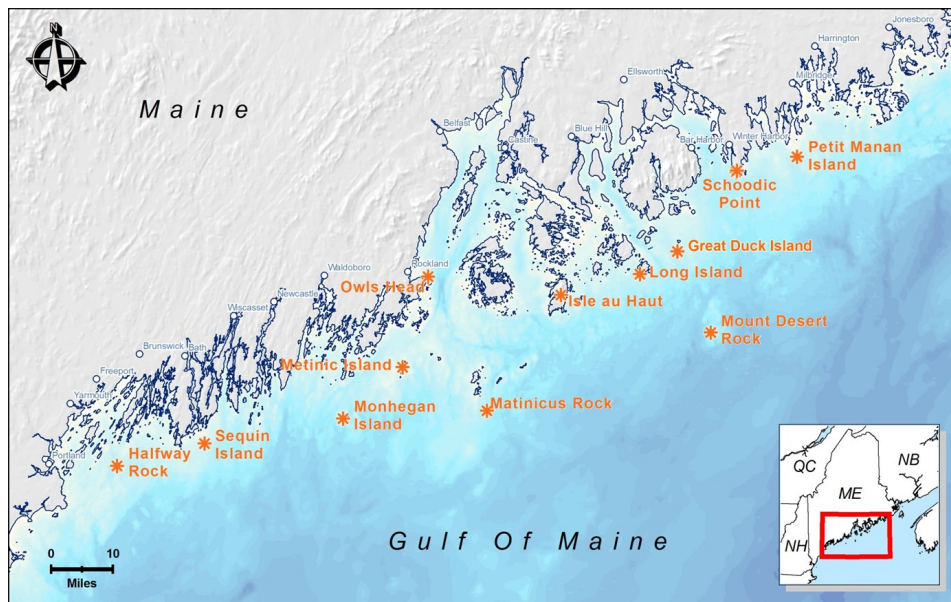 N
Jonesboro
Harrington
Ellsworth
Milbridge
Maine
Belfast
Castine
Blue Hill
Bar Harbor
Winter Harbor
Petit Manan
Island
Schoodic
Point
Great Duck Island
Rockland
Waldoboro
Owls Head
Long Island
Isle au Haut
Newcastle
Wiscasset
Mount Desert
Rock
Brunswick
Bath
Metinic Island
Freeport
Yarmouth
Monhegan
Island
Matinicus Rock
Sequin
Island
Halfway
Rock
Portland
Gulf Of Maine
0 10
Miles
QC
NB
ME
NH